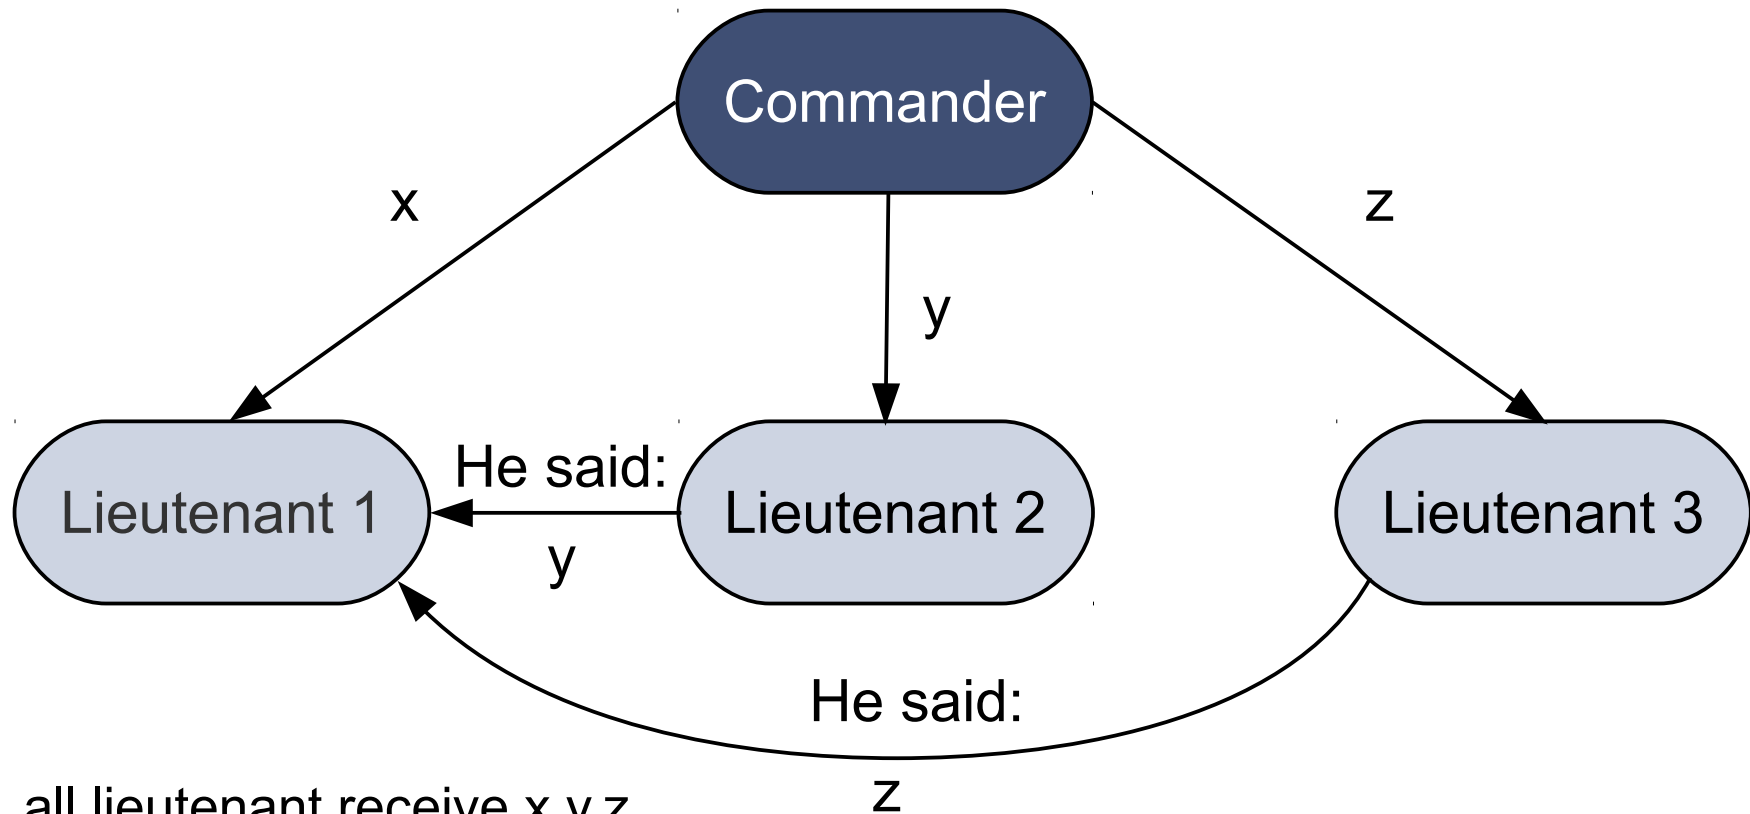 Commander
x
z
y
He said:
Lieutenant 1
Lieutenant 2
Lieutenant 3
y
He said:
z
all lieutenant receive x,y,z